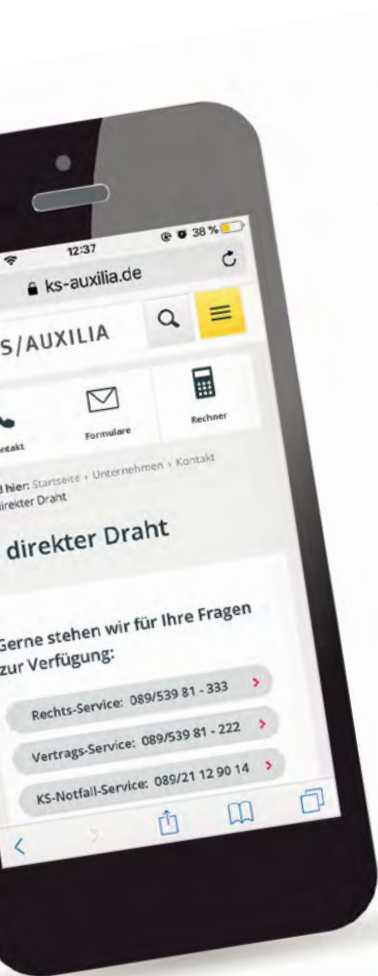 12:37 38 %
ks-auxilia.de
S/AUXILIA
ntakt Formulare Rechner
d hier: Startseite › Unternehmen › Kontakt
direkter Draht
direkter Draht
Gerne stehen wir für Ihre Fragen
zur Verfügung:
Rechts-Service: 089/539 81 - 333
Vertrags-Service: 089/539 81 - 222
KS-Notfall-Service: 089/21 12 90 14